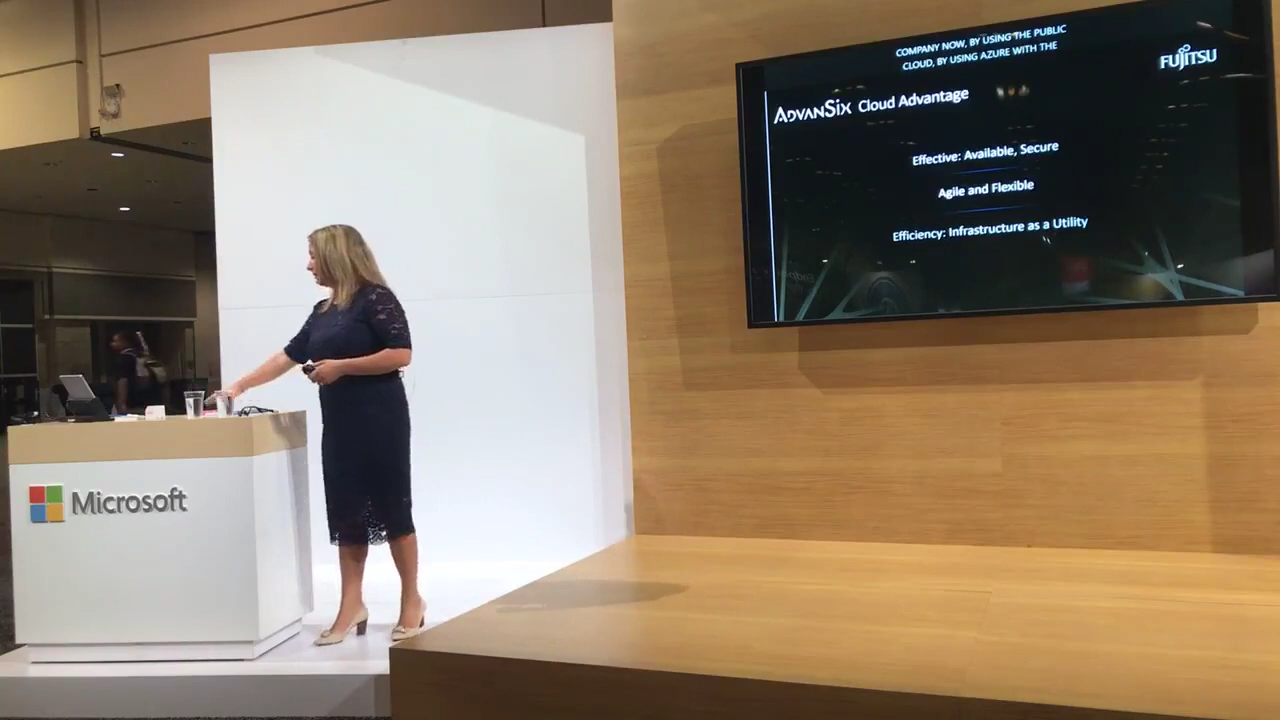 COMPANY NOW, BY USING THE PUBLIC
CLOUD, BY USING AZURE WITH THE
FUJITSU
ADVANSIX Cloud Advantage
Effective: Available, Secure
Agile and Flexible
Efficiency: Infrastructure as a Utility
Microsoft